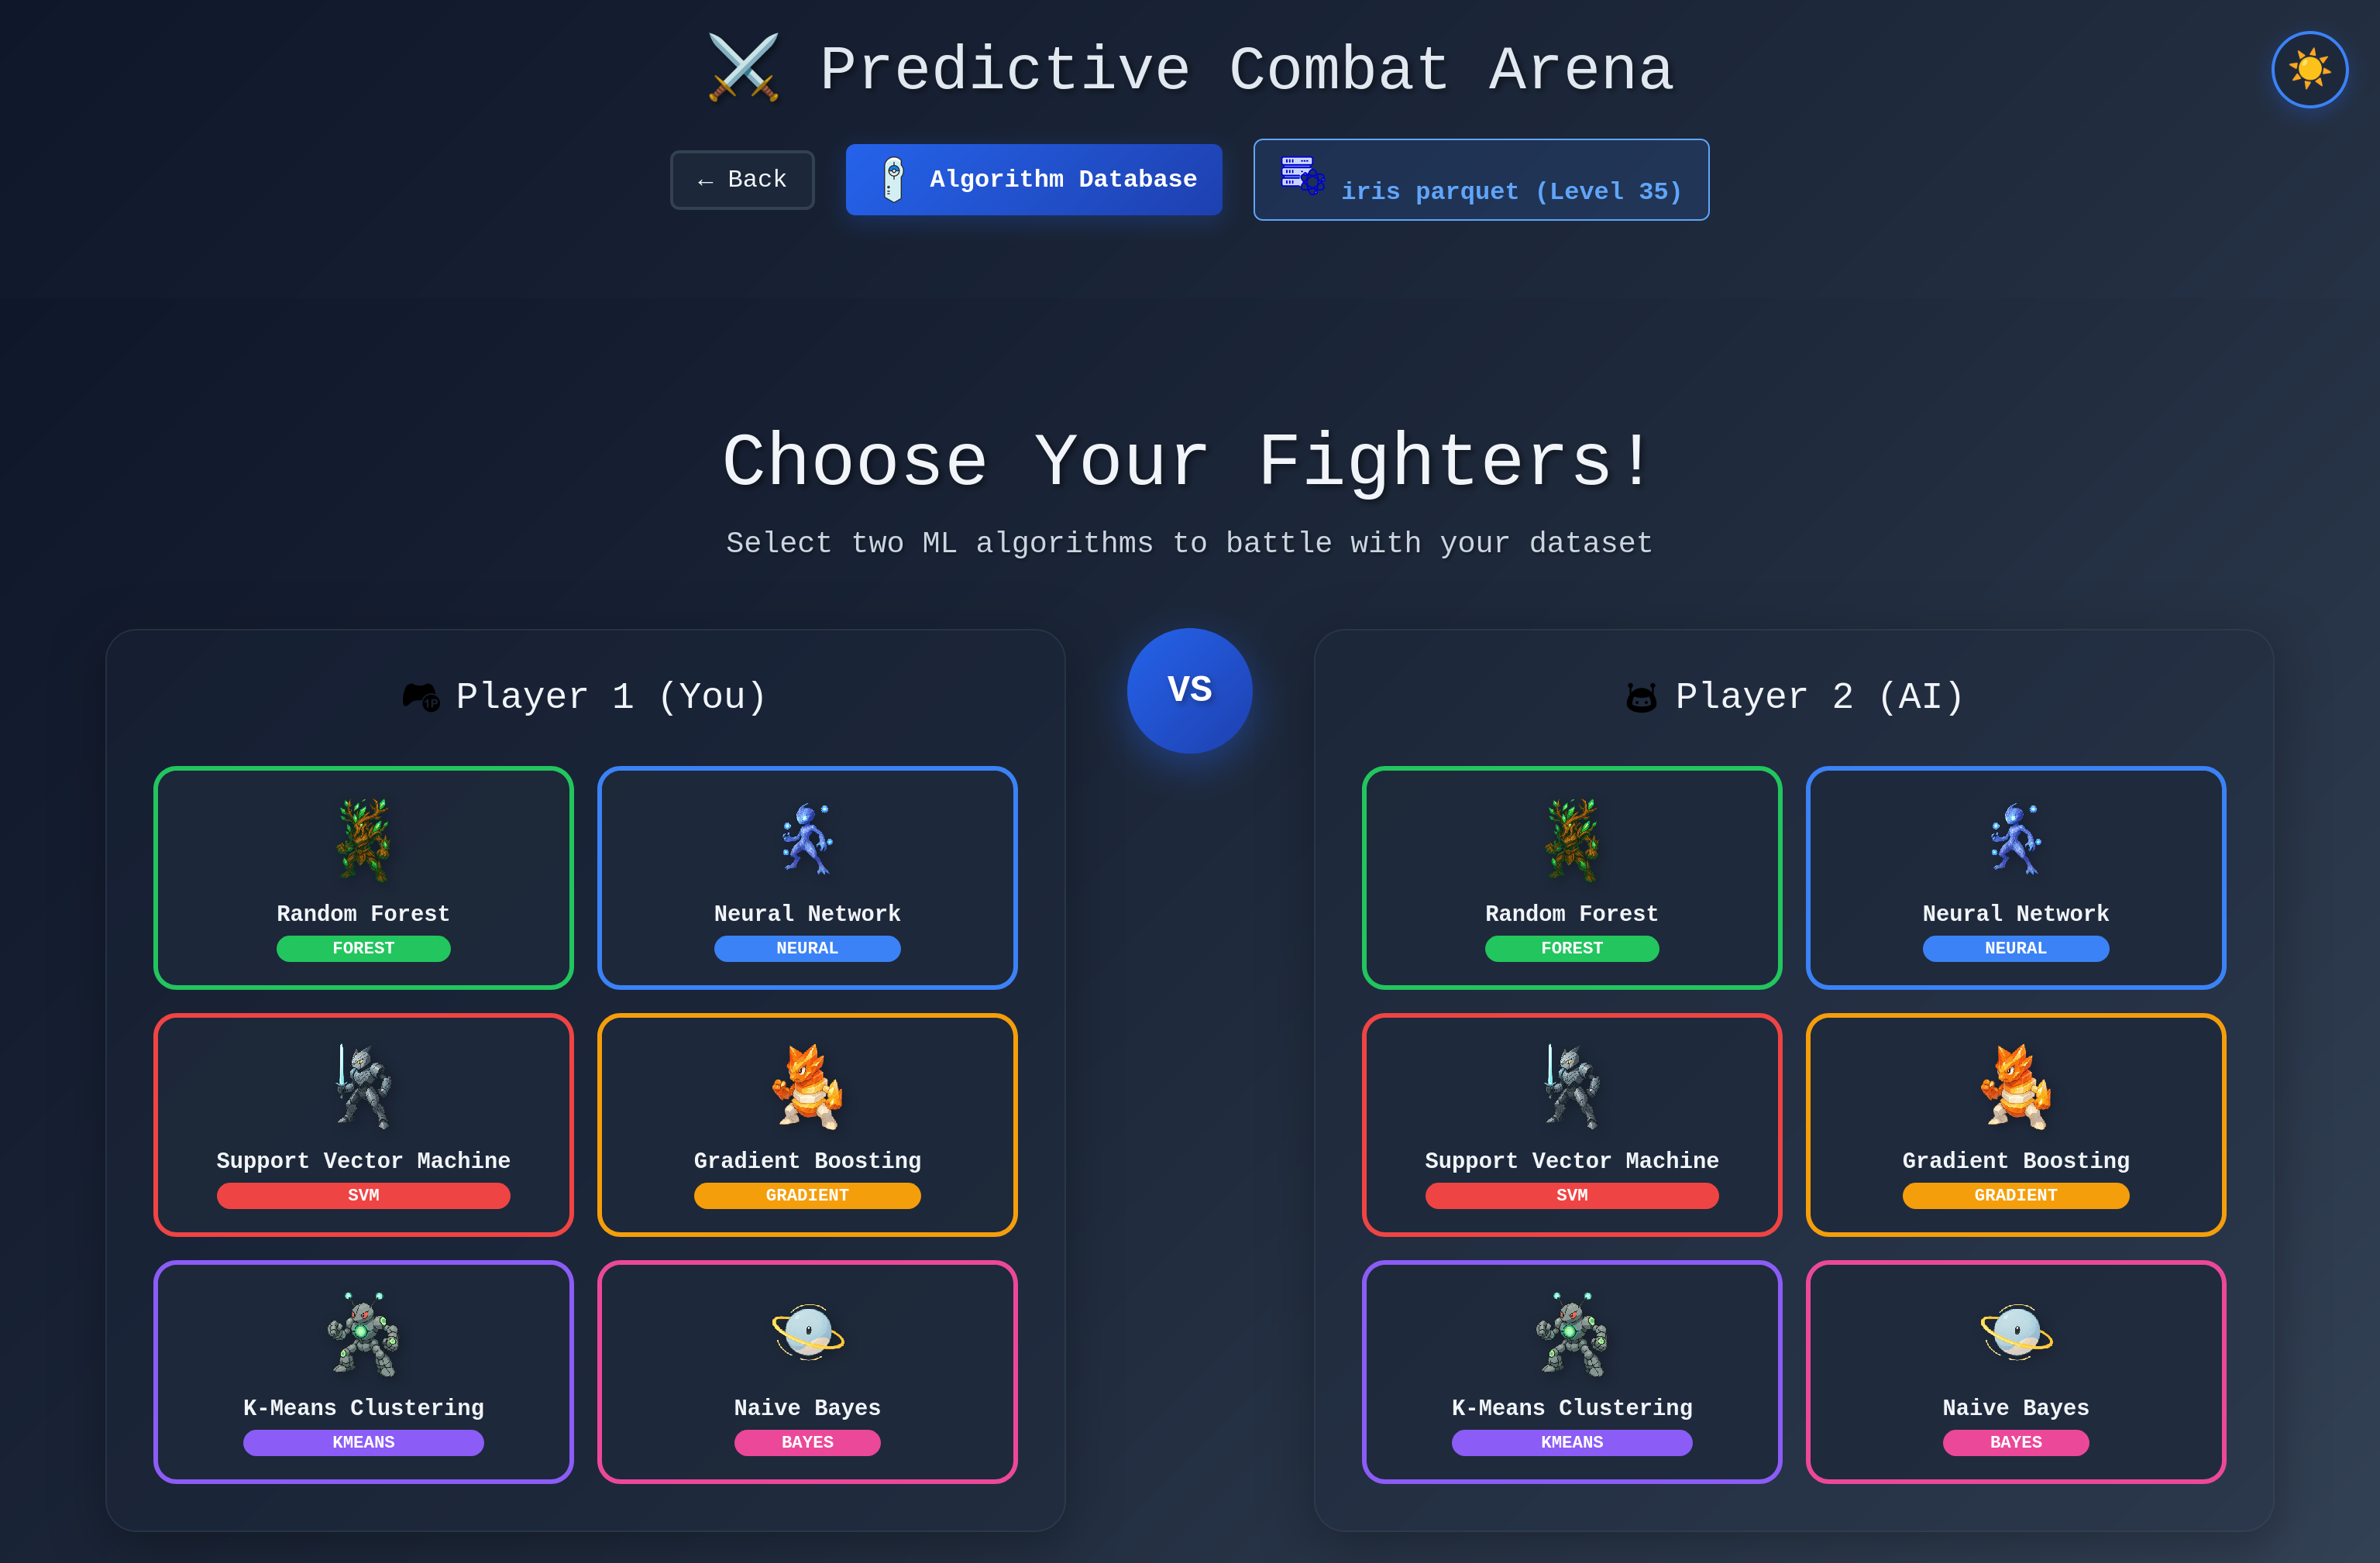 ⚔️ Predictive Combat Arena
← Back
Algorithm Database
iris parquet (Level 35)
Choose Your Fighters!
Select two ML algorithms to battle with your dataset
1P Player 1 (You)
VS
Player 2 (AI)
Random Forest
FOREST
Neural Network
NEURAL
Support Vector Machine
SVM
Gradient Boosting
GRADIENT
K-Means Clustering
KMEANS
Naive Bayes
BAYES
Random Forest
FOREST
Neural Network
NEURAL
Support Vector Machine
SVM
Gradient Boosting
GRADIENT
K-Means Clustering
KMEANS
Naive Bayes
BAYES